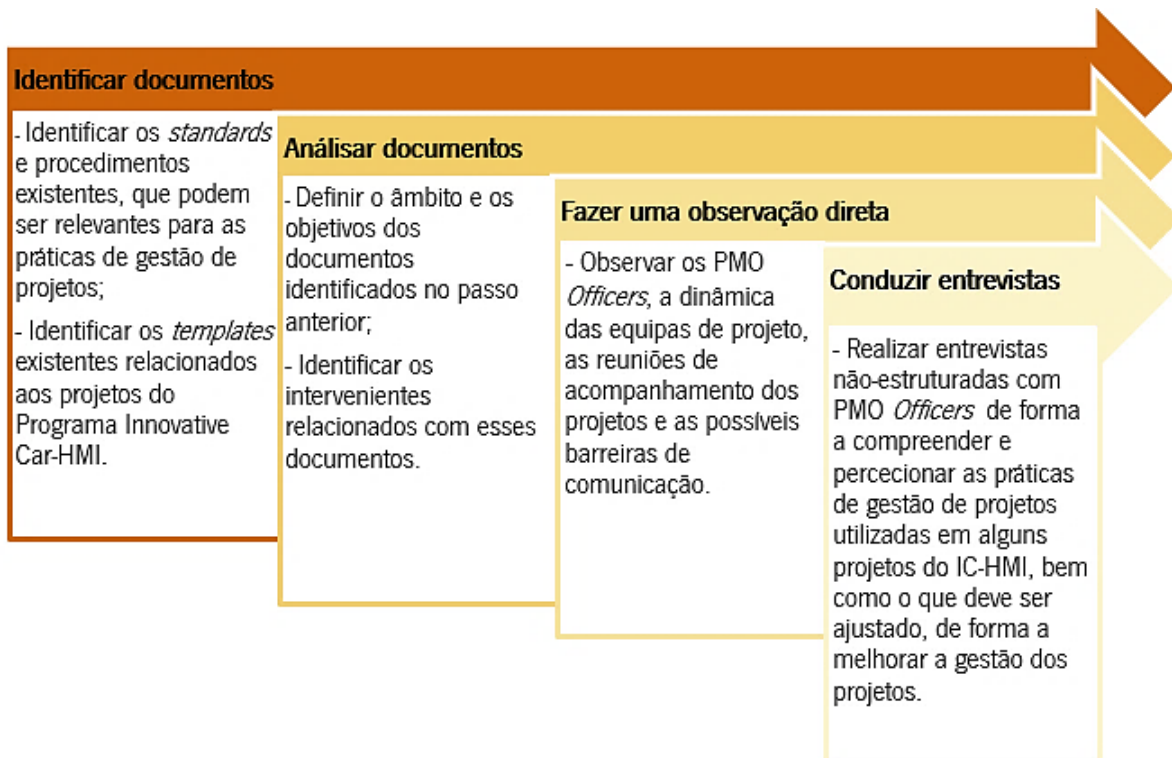 Identificar documentos
- Identificar os standards
e procedimentos
existentes, que podem
ser relevantes para as
práticas de gestão de
projetos;
- Identificar os templates
existentes relacionados
aos projetos do
Programa Innovative
Car-HMI.
Análisar documentos
- Definir o âmbito e os
objetivos dos
documentos
identificados no passo
anterior;
- Identificar os
intervenientes
relacionados com esses
documentos.
Fazer uma observação direta
- Observar os PMO
Officers, a dinâmica
das equipas de projeto,
as reuniões de
acompanhamento dos
projetos e as possíveis
barreiras de
comunicação.
Conduzir entrevistas
- Realizar entrevistas
não-estruturadas com
PMO Officers de forma
a compreender e
percecionar as práticas
de gestão de projetos
utilizadas em alguns
projetos do IC-HMI, bem
como o que deve ser
ajustado, de forma a
melhorar a gestão dos
projetos.